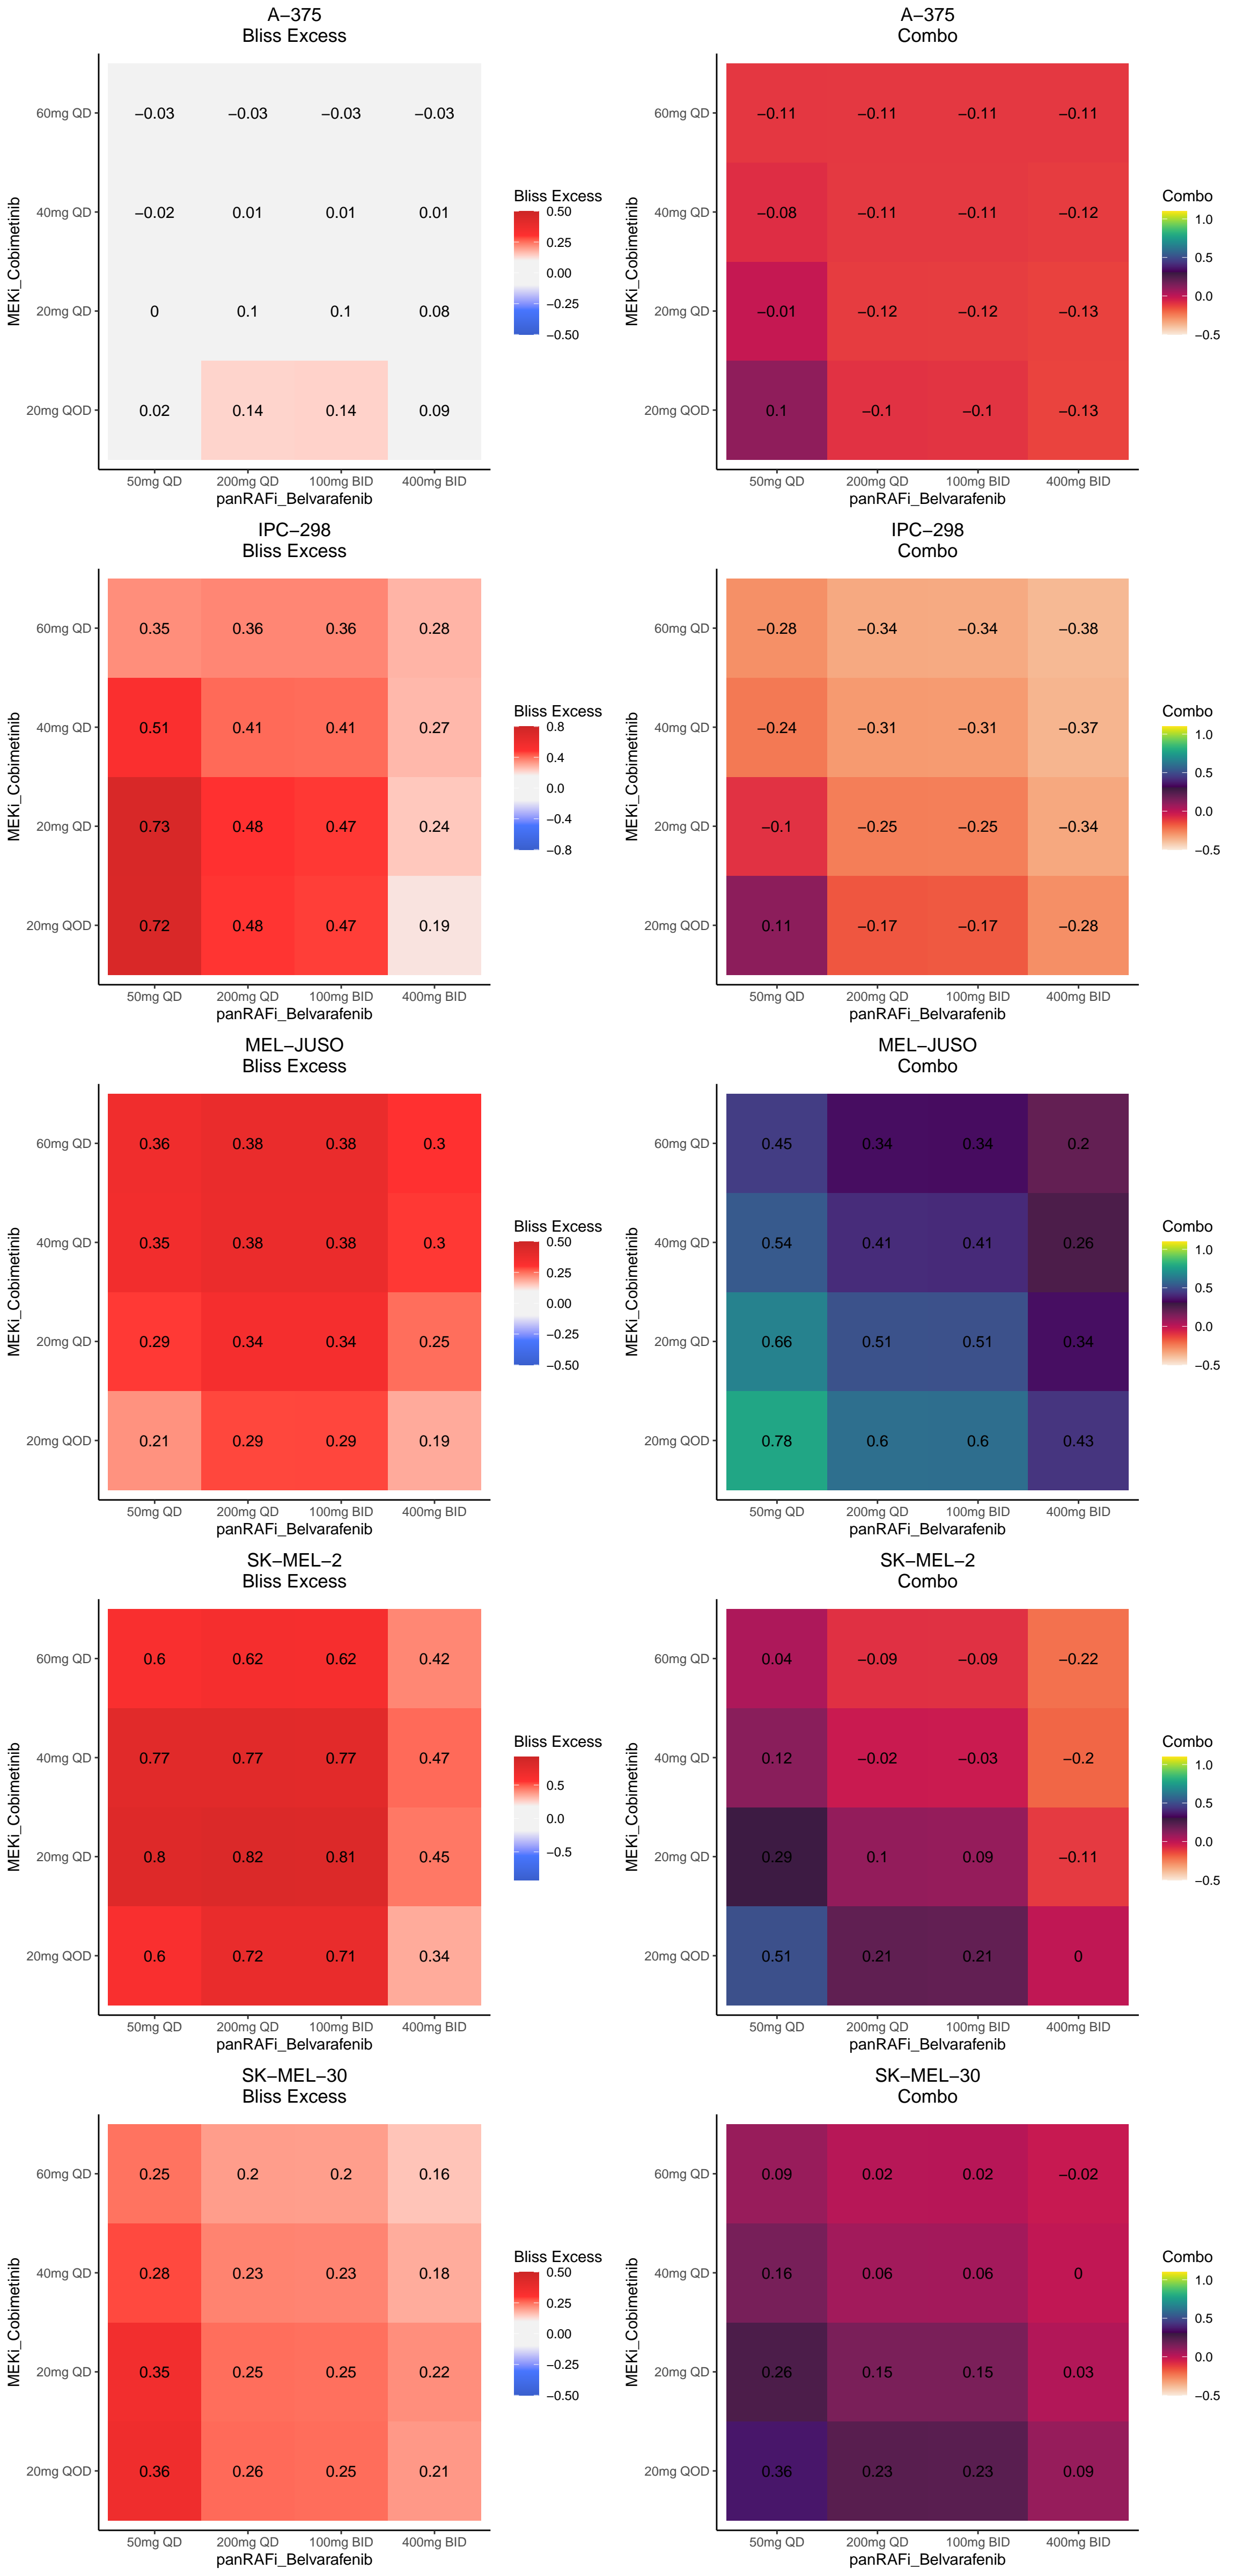 A−375
Bliss Excess
60mg QD
40mg QD
20mg QD
20mg QOD
MEKi_Cobimetinib
−0.03 −0.03 −0.03 −0.03
−0.02 0.01 0.01 0.01
0 0.1 0.1 0.08
0.02 0.14 0.14 0.09
50mg QD 200mg QD 100mg BID 400mg BID
panRAFi_Belvarafenib
Bliss Excess
0.50
0.25
0.00
−0.25
−0.50
A−375
Combo
60mg QD
40mg QD
20mg QD
20mg QOD
MEKi_Cobimetinib
−0.11 −0.11 −0.11 −0.11
−0.08 −0.11 −0.11 −0.12
−0.01 −0.12 −0.12 −0.13
0.1 −0.1 −0.1 −0.13
50mg QD 200mg QD 100mg BID 400mg BID
panRAFi_Belvarafenib
Combo
1.0
0.5
0.0
−0.5
IPC−298
Bliss Excess
60mg QD
40mg QD
20mg QD
20mg QOD
MEKi_Cobimetinib
0.35 0.36 0.36 0.28
0.51 0.41 0.41 0.27
0.73 0.48 0.47 0.24
0.72 0.48 0.47 0.19
50mg QD 200mg QD 100mg BID 400mg BID
panRAFi_Belvarafenib
Bliss Excess
0.8
0.4
0.0
−0.4
−0.8
IPC−298
Combo
60mg QD
40mg QD
20mg QD
20mg QOD
MEKi_Cobimetinib
−0.28 −0.34 −0.34 −0.38
−0.24 −0.31 −0.31 −0.37
−0.1 −0.25 −0.25 −0.34
0.11 −0.17 −0.17 −0.28
50mg QD 200mg QD 100mg BID 400mg BID
panRAFi_Belvarafenib
Combo
1.0
0.5
0.0
−0.5
MEL−JUSO
Bliss Excess
60mg QD
40mg QD
20mg QD
20mg QOD
MEKi_Cobimetinib
0.36 0.38 0.38 0.3
0.35 0.38 0.38 0.3
0.29 0.34 0.34 0.25
0.21 0.29 0.29 0.19
50mg QD 200mg QD 100mg BID 400mg BID
panRAFi_Belvarafenib
Bliss Excess
0.50
0.25
0.00
−0.25
−0.50
MEL−JUSO
Combo
60mg QD
40mg QD
20mg QD
20mg QOD
MEKi_Cobimetinib
0.45 0.34 0.34 0.2
0.54 0.41 0.41 0.26
0.66 0.51 0.51 0.34
0.78 0.6 0.6 0.43
50mg QD 200mg QD 100mg BID 400mg BID
panRAFi_Belvarafenib
Combo
1.0
0.5
0.0
−0.5
SK−MEL−2
Bliss Excess
60mg QD
40mg QD
20mg QD
20mg QOD
MEKi_Cobimetinib
0.6 0.62 0.62 0.42
0.77 0.77 0.77 0.47
0.8 0.82 0.81 0.45
0.6 0.72 0.71 0.34
50mg QD 200mg QD 100mg BID 400mg BID
panRAFi_Belvarafenib
Bliss Excess
0.5
0.0
−0.5
SK−MEL−2
Combo
60mg QD
40mg QD
20mg QD
20mg QOD
MEKi_Cobimetinib
0.04 −0.09 −0.09 −0.22
0.12 −0.02 −0.03 −0.2
0.29 0.1 0.09 −0.11
0.51 0.21 0.21 0
50mg QD 200mg QD 100mg BID 400mg BID
panRAFi_Belvarafenib
Combo
1.0
0.5
0.0
−0.5
SK−MEL−30
Bliss Excess
60mg QD
40mg QD
20mg QD
20mg QOD
MEKi_Cobimetinib
0.25 0.2 0.2 0.16
0.28 0.23 0.23 0.18
0.35 0.25 0.25 0.22
0.36 0.26 0.25 0.21
50mg QD 200mg QD 100mg BID 400mg BID
panRAFi_Belvarafenib
Bliss Excess
0.50
0.25
0.00
−0.25
−0.50
SK−MEL−30
Combo
60mg QD
40mg QD
20mg QD
20mg QOD
MEKi_Cobimetinib
0.09 0.02 0.02 −0.02
0.16 0.06 0.06 0
0.26 0.15 0.15 0.03
0.36 0.23 0.23 0.09
50mg QD 200mg QD 100mg BID 400mg BID
panRAFi_Belvarafenib
Combo
1.0
0.5
0.0
−0.5